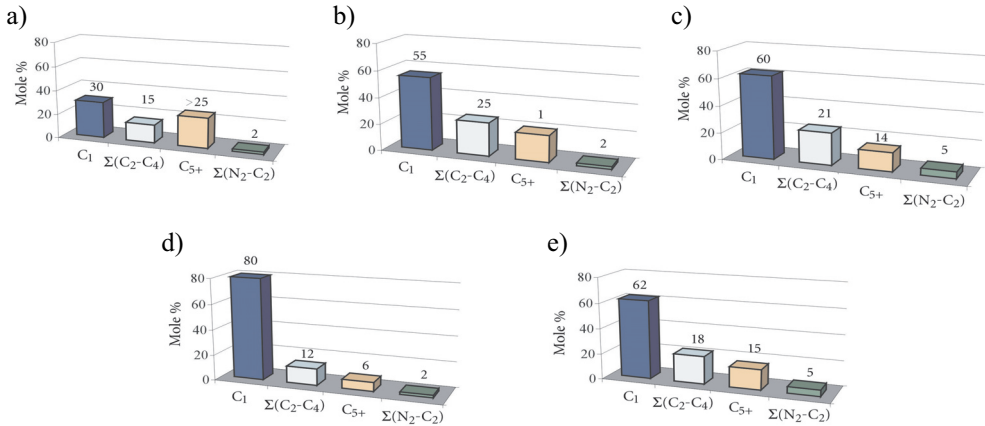 a)
Mole %
80
60
40
20
0
30
15
>25
2
C₁
Σ(C₂-C₄)
C₅₊
Σ(N₂-C₂)
b)
Mole %
80
60
40
20
0
55
25
1
2
C₁
Σ(C₂-C₄)
C₅₊
Σ(N₂-C₂)
c)
Mole %
80
60
40
20
0
60
21
14
5
C₁
Σ(C₂-C₄)
C₅₊
Σ(N₂-C₂)
d)
Mole %
80
60
40
20
0
80
12
6
2
C₁
Σ(C₂-C₄)
C₅₊
Σ(N₂-C₂)
e)
Mole %
80
60
40
20
0
62
18
15
5
C₁
Σ(C₂-C₄)
C₅₊
Σ(N₂-C₂)